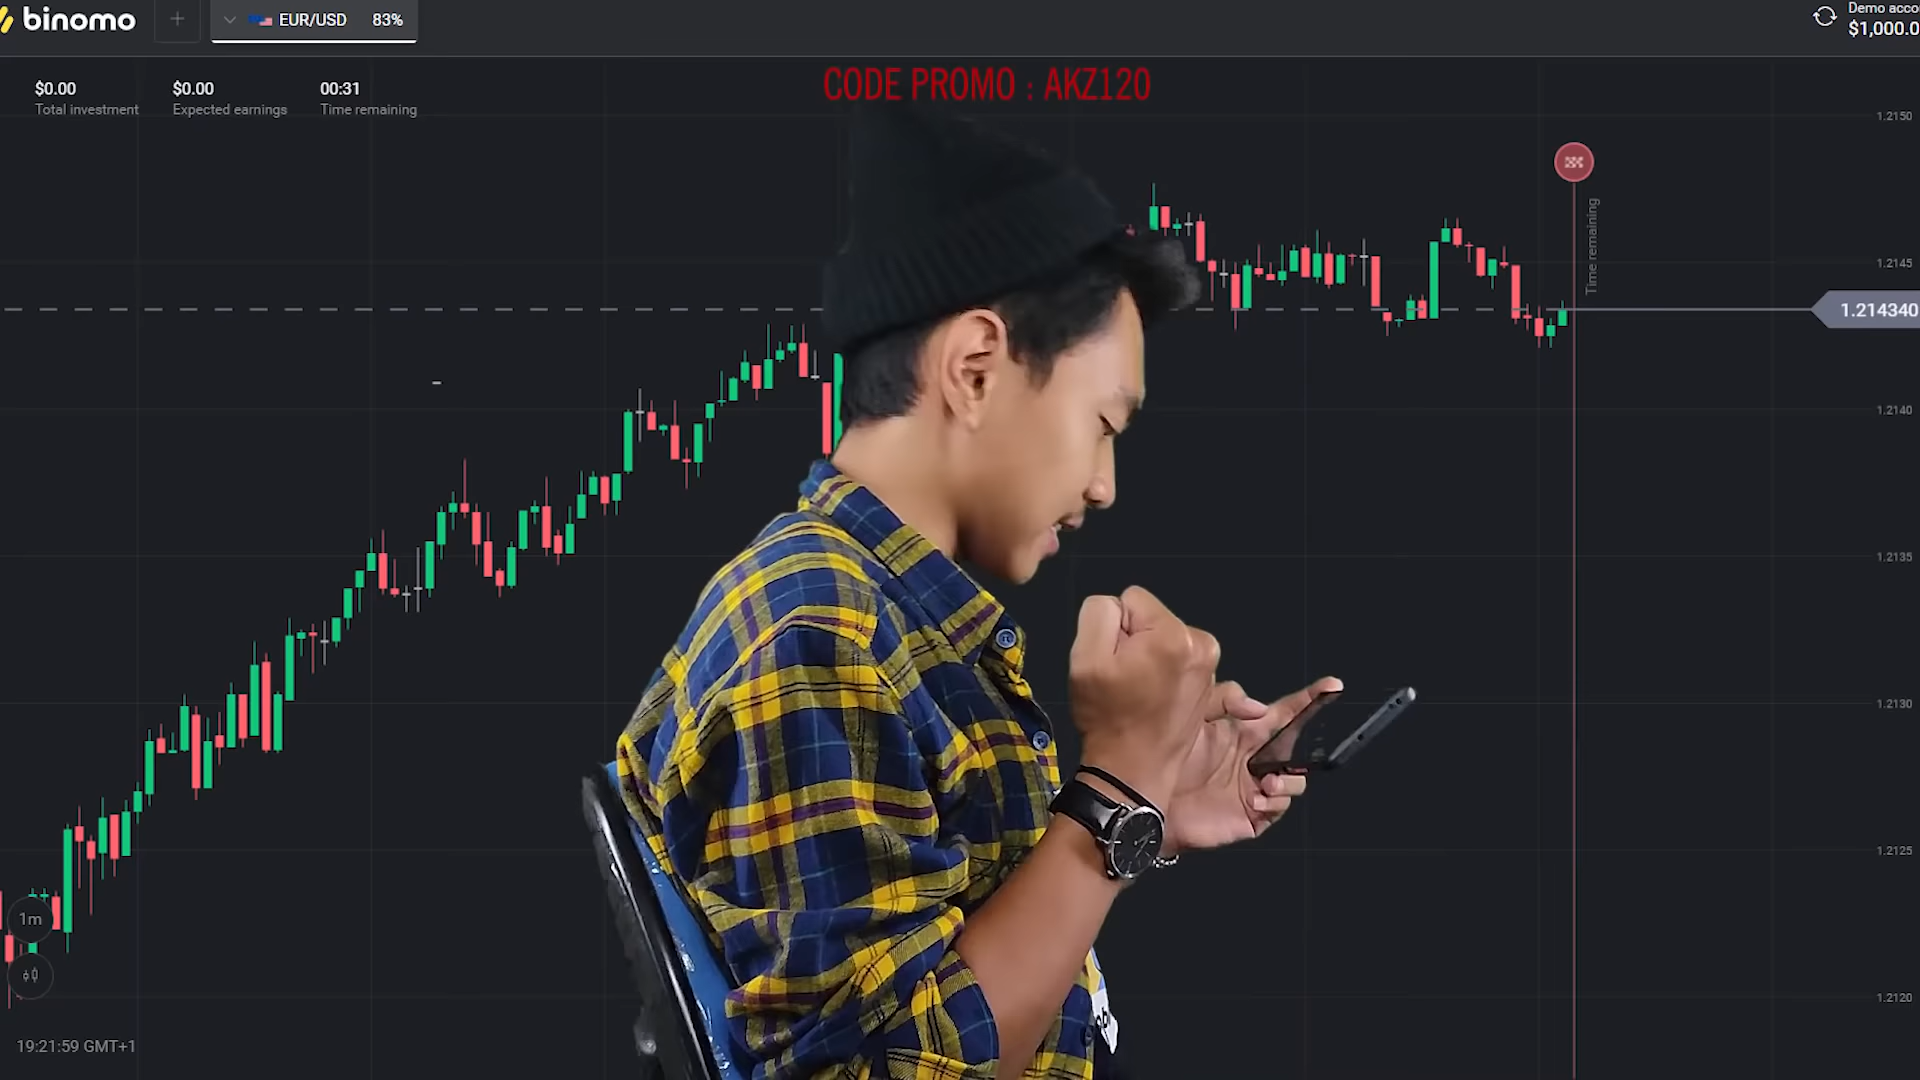 binomo
+
EUR/USD 83%
Demo acco
$1,000.0
$0.00
Total investment
$0.00
Expected earnings
00:31
Time remaining
CODE PROMO : AKZ120
Time remaining
1.2150
1.2145
1.214340
1.2140
1.2135
1.2130
1.2125
1.2120
1m
19:21:59 GMT+1